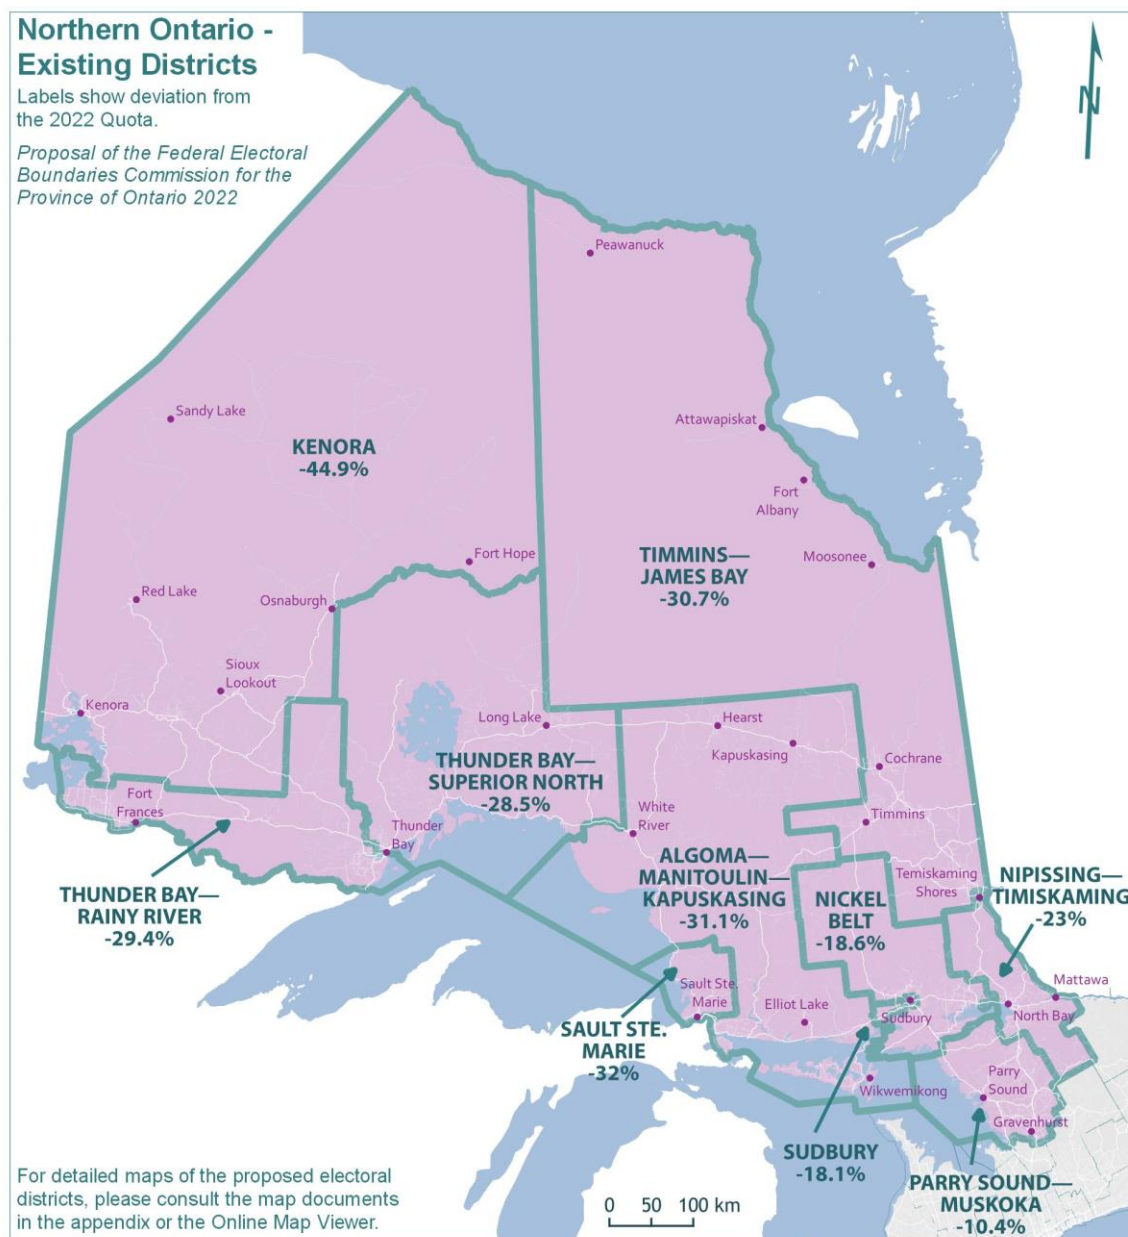 Northern Ontario -
Existing Districts
Labels show deviation from
the 2022 Quota.
Proposal of the Federal Electoral
Boundaries Commission for the
Province of Ontario 2022
N
Peawanuck
Sandy Lake
Attawapiskat
KENORA
-44.9%
Fort
Albany
Fort Hope
TIMMINS—
JAMES BAY
-30.7%
Moosonee
Red Lake
Osnaburgh
Sioux
Lookout
Kenora
Long Lake
Hearst
Kapuskasing
Cochrane
THUNDER BAY—
SUPERIOR NORTH
-28.5%
Fort
Frances
White
River
Timmins
Thunder
Bay
ALGOMA—
MANITOULIN—
KAPUSKASING
-31.1%
Temiskaming
Shores
NICKEL
BELT
-18.6%
NIPISSING—
TIMISKAMING
-23%
THUNDER BAY—
RAINY RIVER
-29.4%
Mattawa
Sault Ste.
Marie
Elliot Lake
Sudbury
North Bay
SAULT STE.
MARIE
-32%
Wikwemikong
Parry
Sound
Gravenhurst
SUDBURY
-18.1%
PARRY SOUND—
MUSKOKA
-10.4%
For detailed maps of the proposed electoral
districts, please consult the map documents
in the appendix or the Online Map Viewer.
0 50 100 km